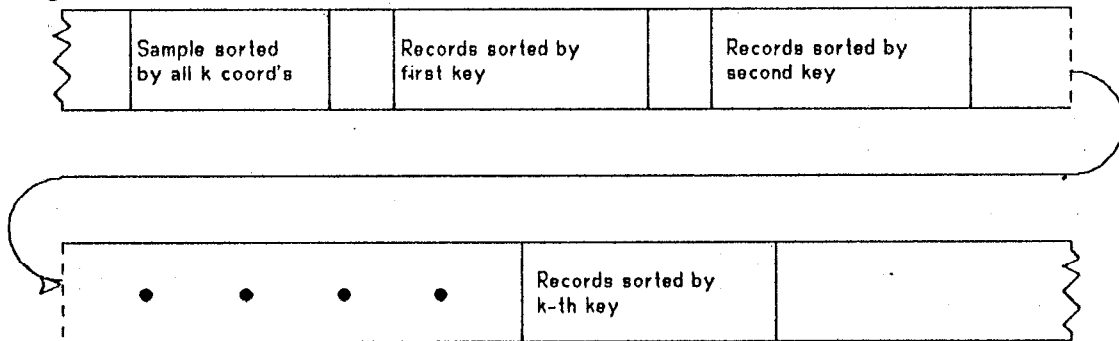 Sample sorted
by all k coord's
Records sorted by
first key
Records sorted by
second key
Records sorted by
k-th key